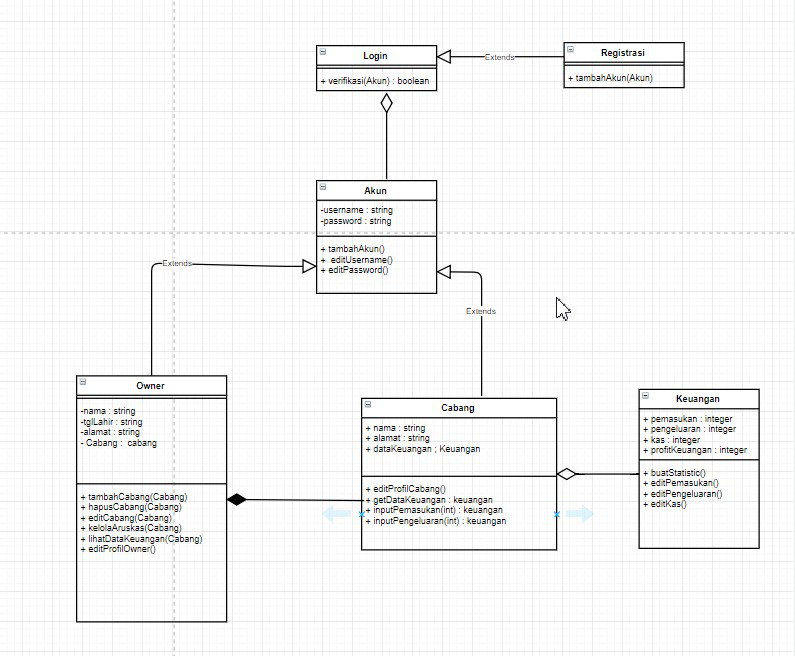 Login
+ verifikasi(Akun) : boolean
Extends
Registrasi
+ tambahAkun(Akun)
Akun
-username : string
-password : string
+ tambahAkun()
+ editUsername()
+ editPassword()
Extends
Extends
Owner
-nama : string
-tglLahir : string
-alamat : string
- Cabang : cabang
+ tambahCabang(Cabang)
+ hapusCabang(Cabang)
+ editCabang(Cabang)
+ kelolaAruskas(Cabang)
+ lihatDataKeuangan(Cabang)
+ editProfilOwner()
Cabang
+ nama : string
+ alamat : string
+ dataKeuangan ; Keuangan
+ editProfilCabang()
+ getDataKeuangan : keuangan
+ inputPemasukan(int) : keuangan
+ inputPengeluaran(int) : keuangan
Keuangan
+ pemasukan : integer
+ pengeluaran : integer
+ kas : integer
+ profitKeuangan : integer
+ buatStatistic()
+ editPemasukan()
+ editPengeluaran()
+ editKas()